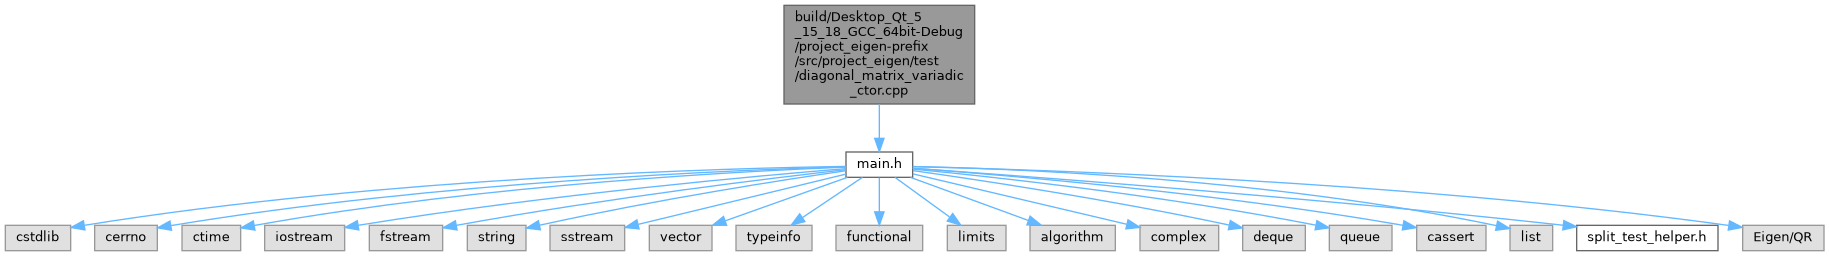 build/Desktop_Qt_5
_15_18_GCC_64bit-Debug
/project_eigen-prefix
/src/project_eigen/test
/diagonal_matrix_variadic
_ctor.cpp
main.h
cstdlib
cerrno
ctime
iostream
fstream
string
sstream
vector
typeinfo
functional
limits
algorithm
complex
deque
queue
cassert
list
split_test_helper.h
Eigen/QR